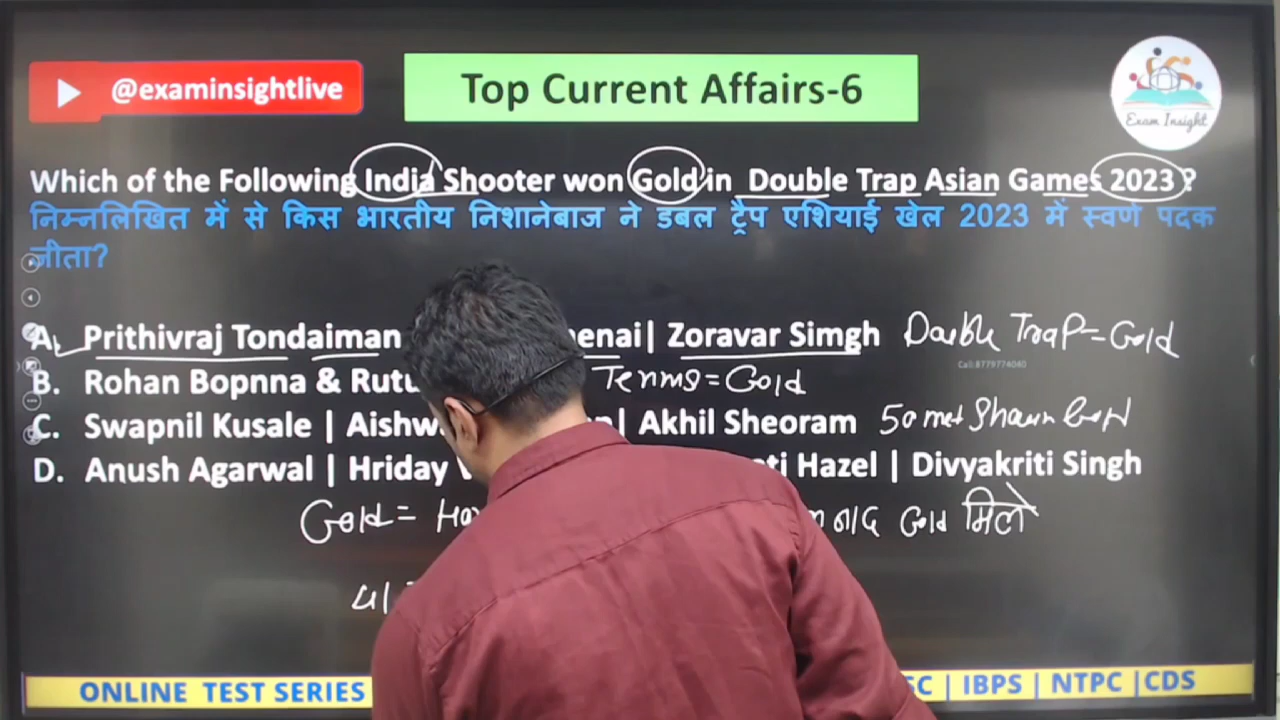 @examinsightlive
Top Current Affairs-6
Exam Insight
Which of the Following India Shooter won Gold in Double Trap Asian Games 2023 ?
निम्नलिखित में से किस भारतीय निशानेबाज ने डबल ट्रैप एशियाई खेल 2023 में स्वर्ण पदक
जीता?
A. Prithivraj Tondaiman enai| Zoravar Simgh Double Trap=Gold
Call:8779774040
B. Rohan Bopnna & Rutu Tenns=Gold
C. Swapnil Kusale | Aishw | Akhil Sheoram 50 Gold
D. Anush Agarwal | Hriday V ti Hazel | Divyakriti Singh
Gold= बाद Gold मिला
ONLINE TEST SERIES SC | IBPS | NTPC |CDS